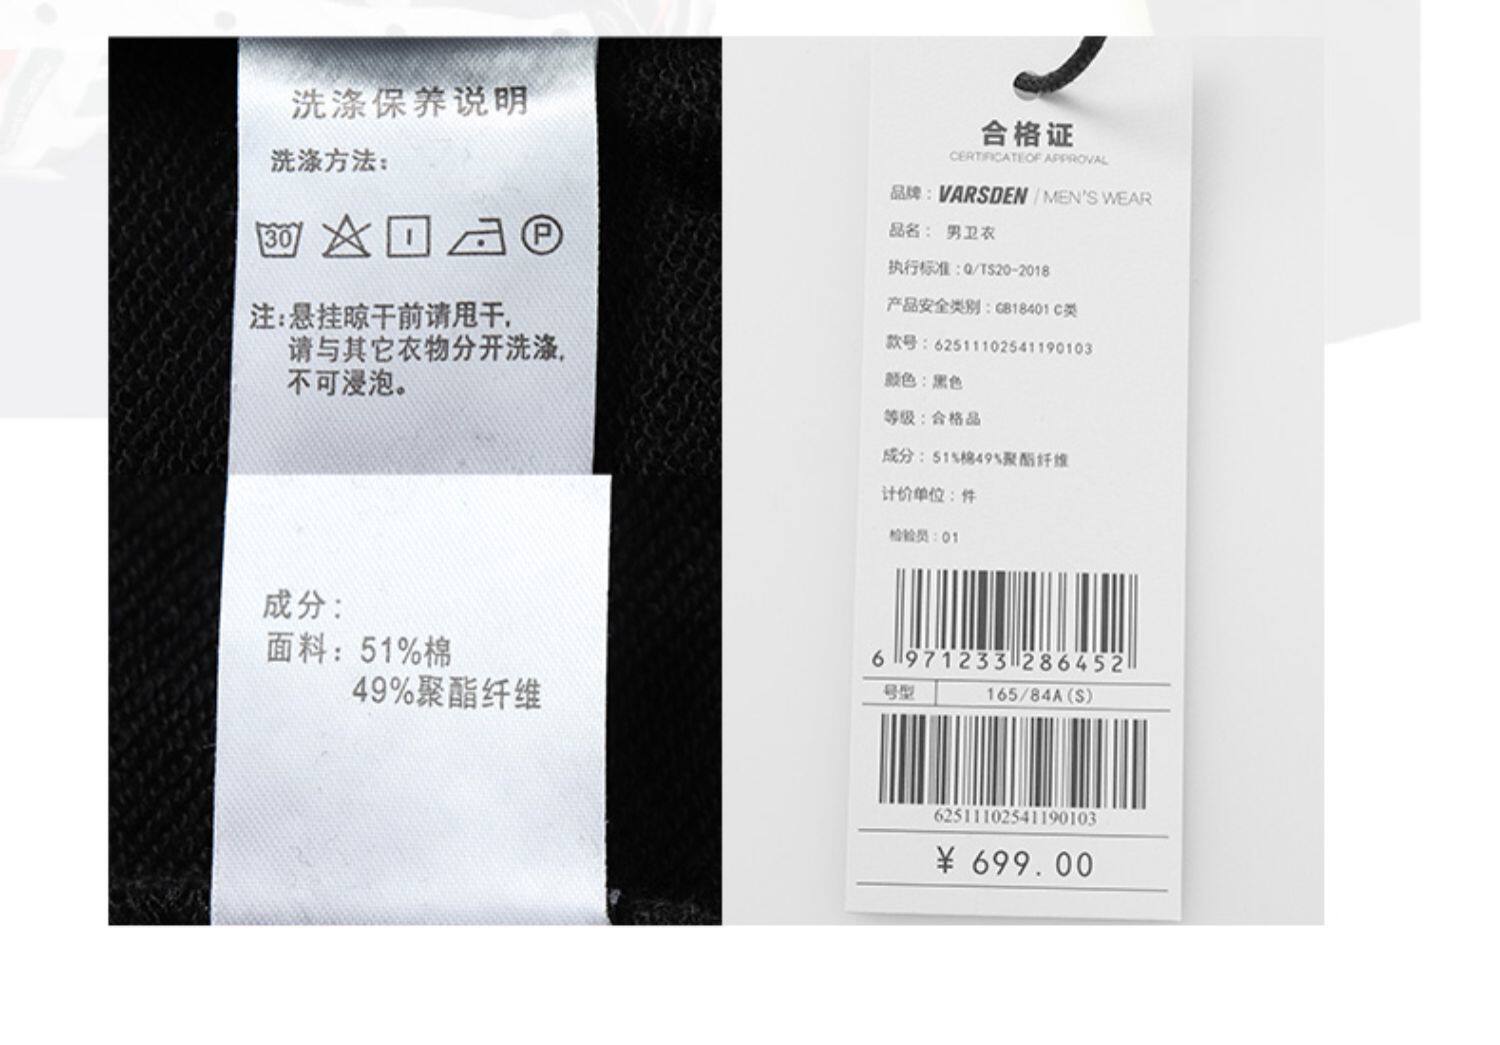 洗涤保养说明
洗涤方法：
30
P
注：悬挂晾干前请甩干，
请与其它衣物分开洗涤，
不可浸泡。
成分：
面料：51%棉
49%聚酯纤维
合格证
CERTIFICATEOF APPROVAL
品牌：VARSDEN / MEN'S WEAR
品名：男卫衣
执行标准：Q/TS20-2018
产品安全类别：GB18401 C类
款号：62511102541190103
颜色：黑色
等级：合格品
成分：51%棉49%聚酯纤维
计价单位：件
检验员：01
6 971233 286452
号型 165/84A(S)
62511102541190103
¥ 699.00